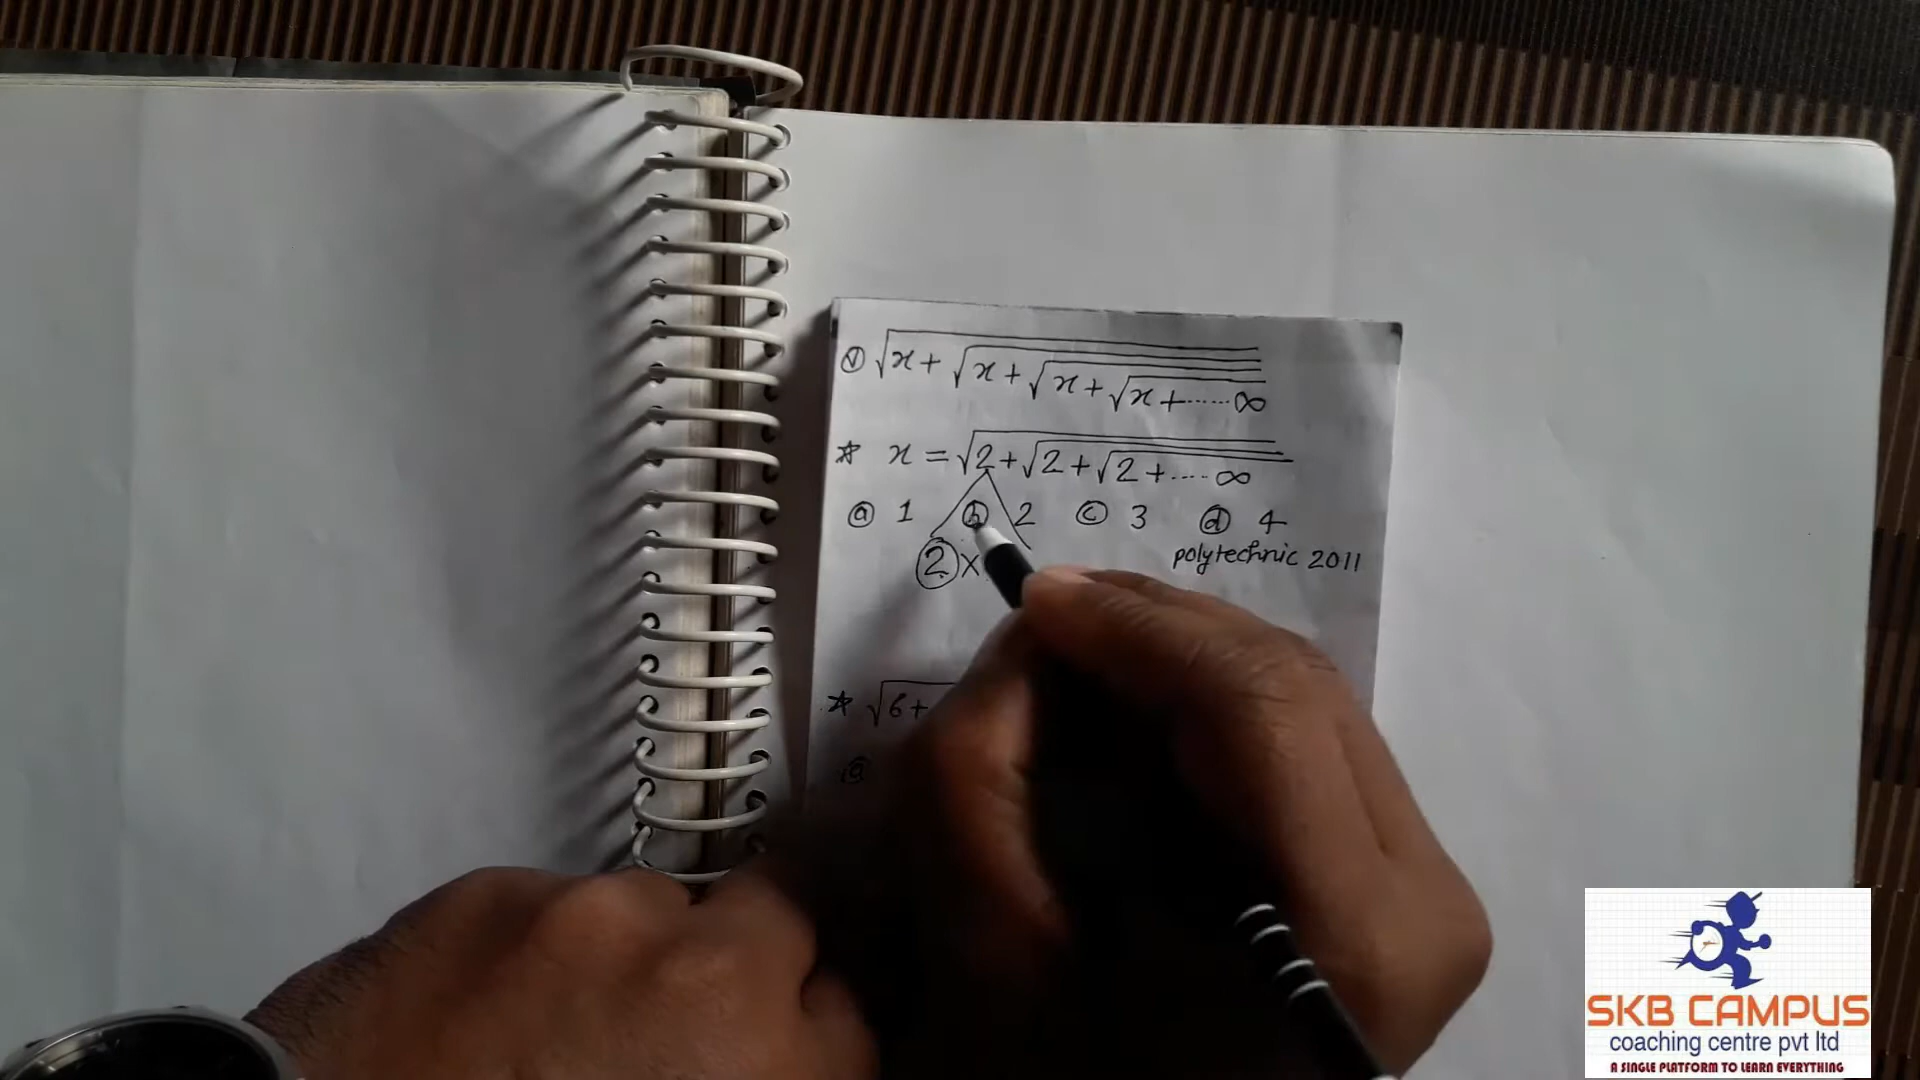 ⓥ √x + √x + √x + √x + ...... ∞
☆ x = √2 + √2 + √2 + .... ∞
ⓐ 1 ⓑ 2 ⓒ 3 ⓓ 4
polytechnic 2011
② ×
☆ √6 +
ⓐ
SKB CAMPUS
coaching centre pvt ltd
A SINGLE PLATFORM TO LEARN EVERYTHING